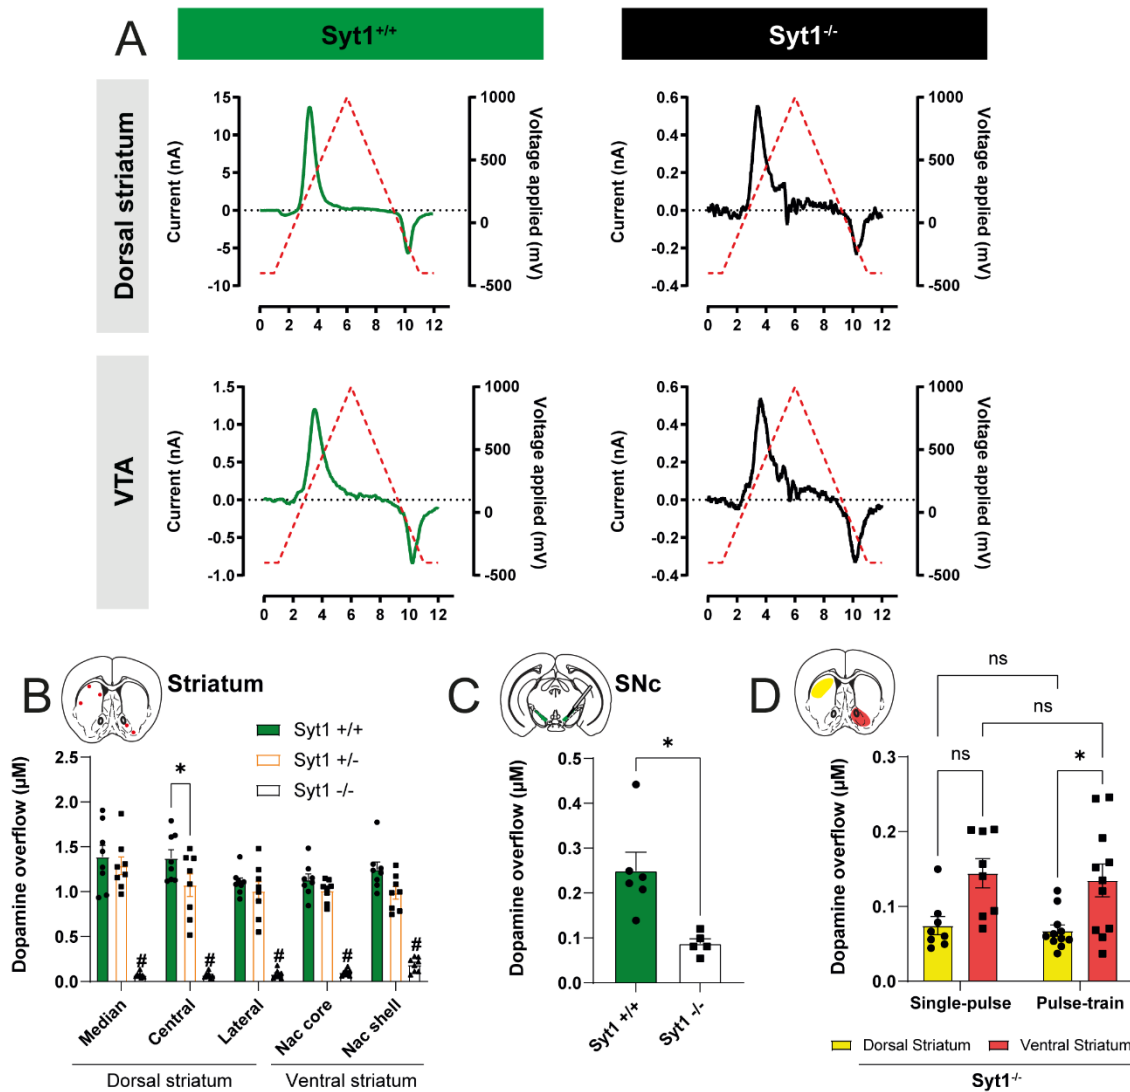 A
Syt1+/+
Syt1-/-
Dorsal striatum
Current (nA)
15
10
5
0
-5
-10
Voltage applied (mV)
1000
500
0
-500
0 2 4 6 8 10 12
Current (nA)
0.6
0.4
0.2
0.0
-0.2
-0.4
Voltage applied (mV)
1000
500
0
-500
0 2 4 6 8 10 12
VTA
Current (nA)
1.5
1.0
0.5
0.0
-0.5
-1.0
Voltage applied (mV)
1000
500
0
-500
0 2 4 6 8 10 12
Current (nA)
0.6
0.4
0.2
0.0
-0.2
-0.4
Voltage applied (mV)
1000
500
0
-500
0 2 4 6 8 10 12
B
Striatum
Syt1 +/+
Syt1 +/-
Syt1 -/-
Dopamine overflow (µM)
2.5
2.0
1.5
1.0
0.5
0.0
*
# # # # #
Median Central Lateral Nac core Nac shell
Dorsal striatum Ventral striatum
C
SNc
*
Dopamine overflow (µM)
0.5
0.4
0.3
0.2
0.1
0.0
Syt1 +/+ Syt1 -/-
D
ns
ns
ns *
Dopamine overflow (µM)
0.3
0.2
0.1
0.0
Single-pulse Pulse-train
Dorsal Striatum Ventral Striatum
Syt1-/-